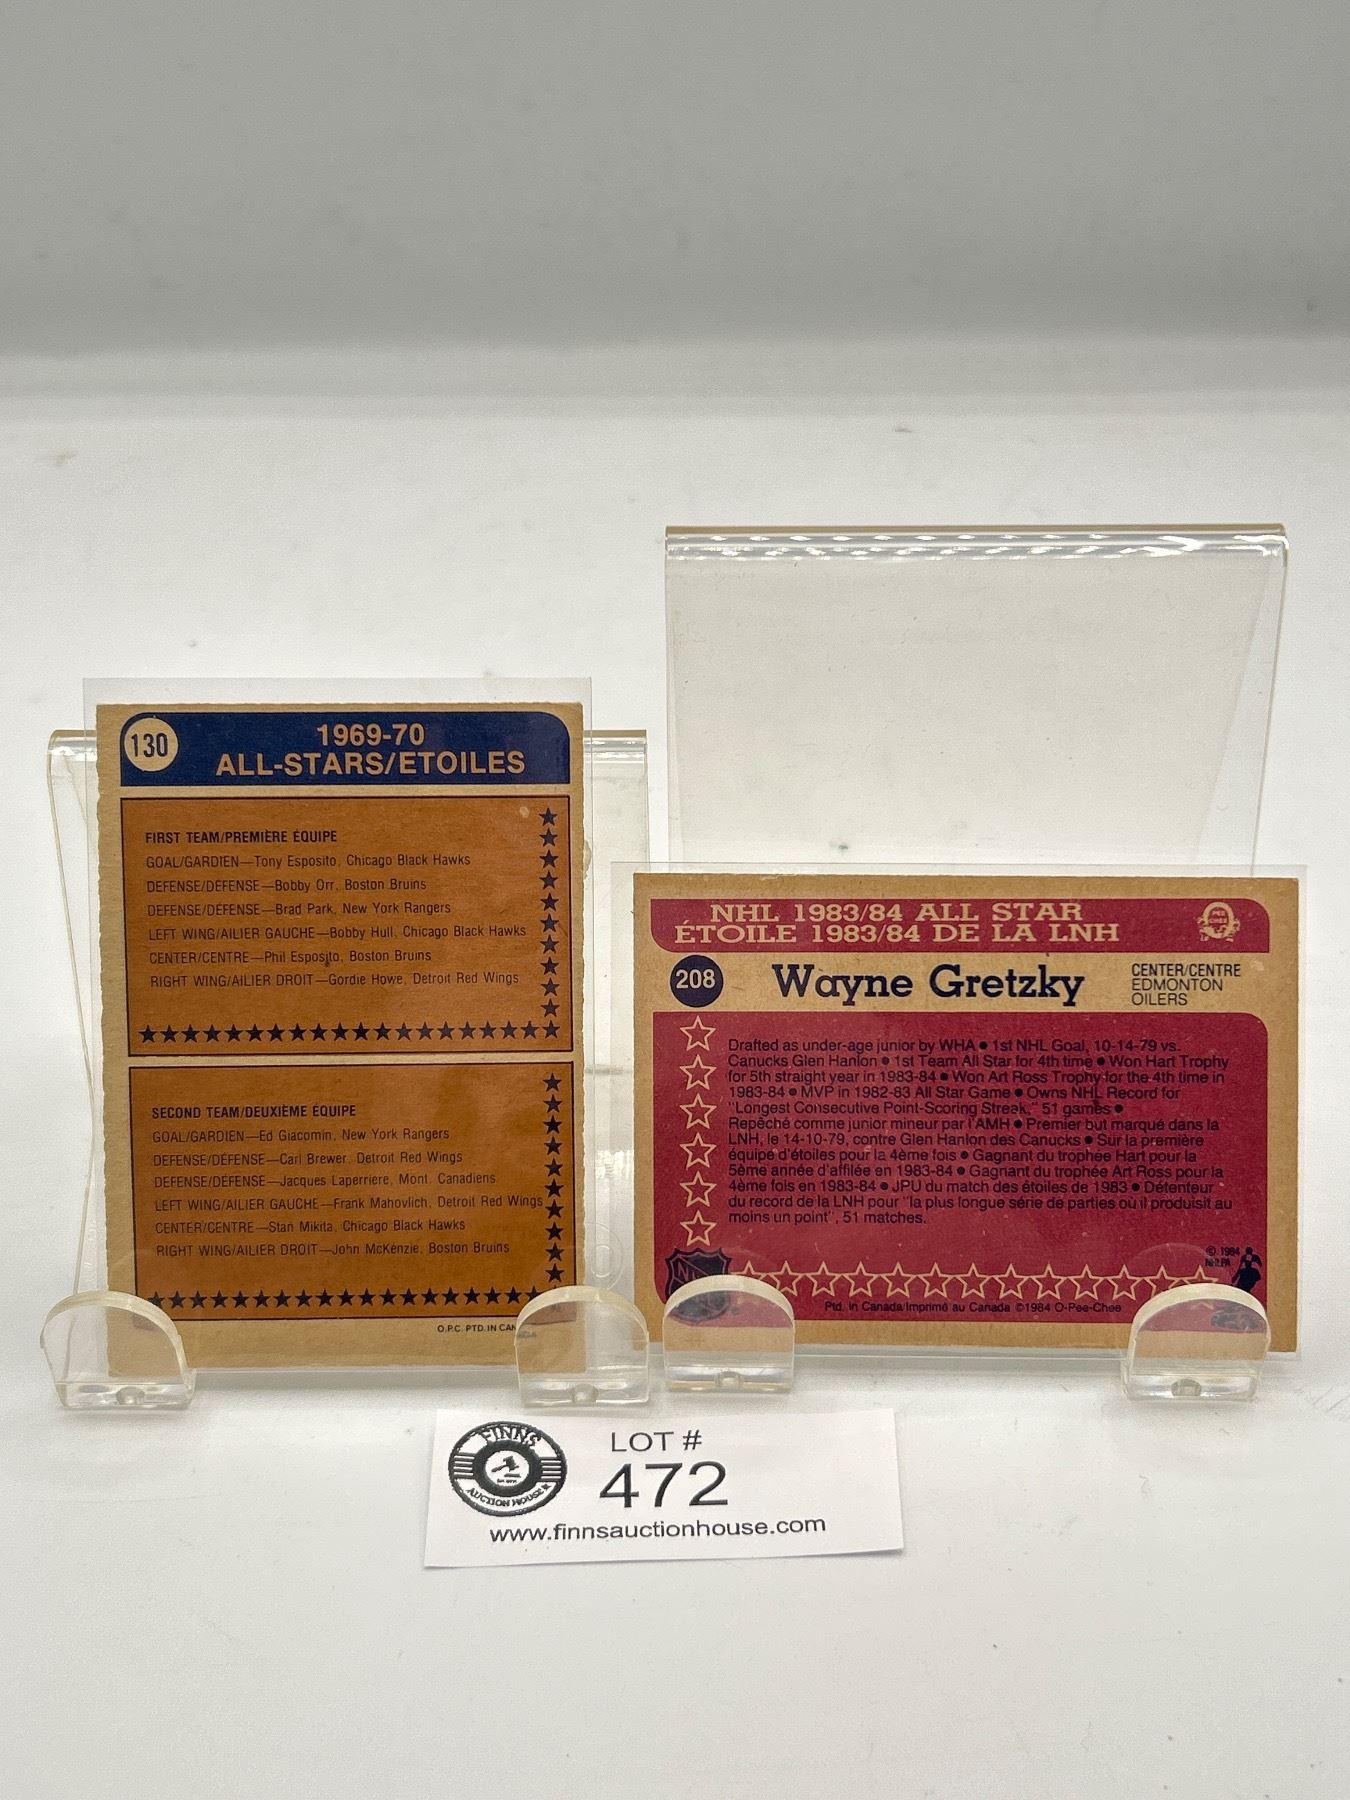 130
1969-70
ALL-STARS/ETOILES
FIRST TEAM/PREMIÈRE ÉQUIPE
GOAL/GARDIEN—Tony Esposito, Chicago Black Hawks
DEFENSE/DÉFENSE—Bobby Orr, Boston Bruins
DEFENSE/DÉFENSE—Brad Park, New York Rangers
LEFT WING/AILIER GAUCHE—Bobby Hull, Chicago Black Hawks
CENTER/CENTRE—Phil Esposito, Boston Bruins
RIGHT WING/AILIER DROIT—Gordie Howe, Detroit Red Wings
SECOND TEAM/DEUXIÈME ÉQUIPE
GOAL/GARDIEN—Ed Giacomin, New York Rangers
DEFENSE/DÉFENSE—Carl Brewer, Detroit Red Wings
DEFENSE/DÉFENSE—Jacques Laperriere, Mont. Canadiens
LEFT WING/AILIER GAUCHE—Frank Mahovlich, Detroit Red Wings
CENTER/CENTRE—Stan Mikita, Chicago Black Hawks
RIGHT WING/AILIER DROIT—John McKenzie, Boston Bruins
O.P.C. PTD. IN
NHL 1983/84 ALL STAR
ÉTOILE 1983/84 DE LA LNH
PEE
CHEE
208
Wayne Gretzky
CENTER/CENTRE
EDMONTON
OILERS
Drafted as under-age junior by WHA ● 1st NHL Goal, 10-14-79 vs.
Canucks Glen Hanlon ● 1st Team All Star for 4th time ● Won Hart Trophy
for 5th straight year in 1983-84 ● Won Art Ross Trophy for the 4th time in
1983-84 ● MVP in 1982-83 All Star Game ● Owns NHL Record for
"Longest Consecutive Point-Scoring Streak," 51 games ●
Repêché comme junior mineur par l'AMH ● Premier but marqué dans la
LNH, le 14-10-79, contre Glen Hanlon des Canucks ● Sur la première
équipe d'étoiles pour la 4ème fois ● Gagnant du trophée Hart pour la
5ème année d'affilée en 1983-84 ● Gagnant du trophée Art Ross pour la
4ème fois en 1983-84 ● JPU du match des étoiles de 1983 ● Détenteur
du record de la LNH pour "la plus longue série de parties où il produisit au
moins un point", 51 matches.
© 1984
NHLPA
Ptd. in Canada/Imprimé au Canada ©1984 O-Pee-Chee
FINNS
AUCTION HOUSE
LOT #
472
www.finnsauctionhouse.com